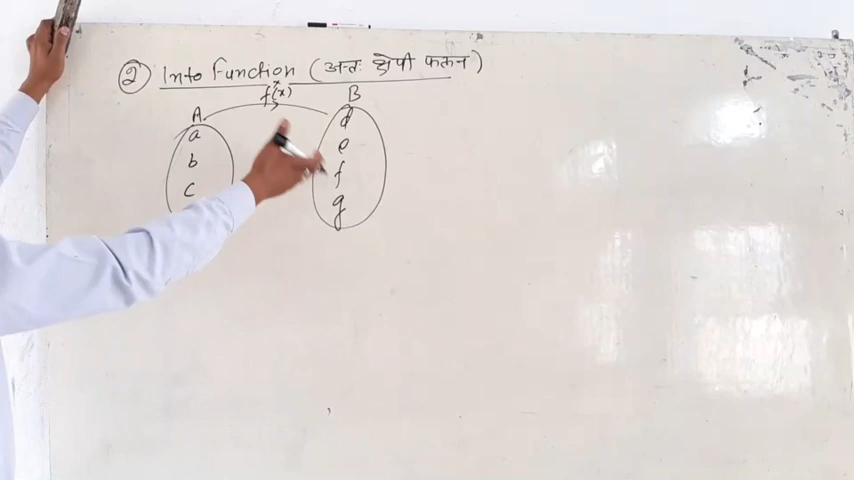 ② Into Function (अन्तः क्षेपी फलन)
f(x)
A B
a d
b e
c f
g